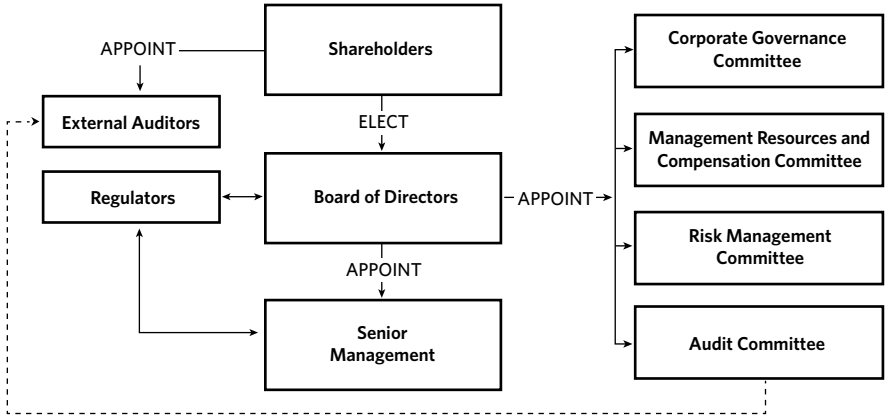 Shareholders
APPOINT
External Auditors
ELECT
Regulators
Board of Directors
APPOINT
APPOINT
Senior
Management
Corporate Governance
Committee
Management Resources and
Compensation Committee
Risk Management
Committee
Audit Committee